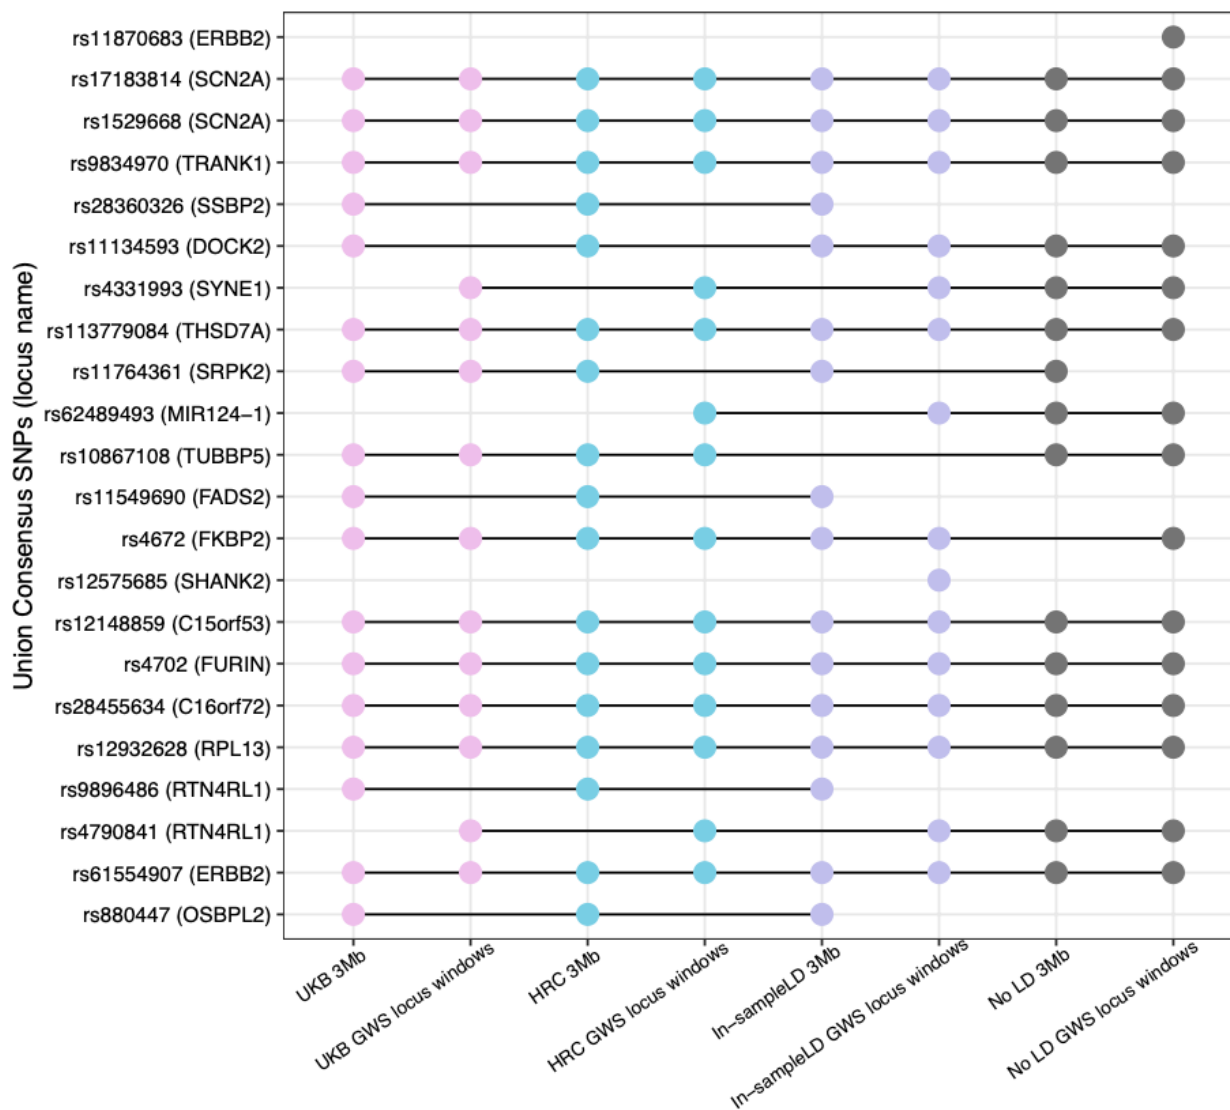 Union Consensus SNPs (locus name)
rs11870683 (ERBB2)
rs17183814 (SCN2A)
rs1529668 (SCN2A)
rs9834970 (TRANK1)
rs28360326 (SSBP2)
rs11134593 (DOCK2)
rs4331993 (SYNE1)
rs113779084 (THSD7A)
rs11764361 (SRPK2)
rs62489493 (MIR124−1)
rs10867108 (TUBBP5)
rs11549690 (FADS2)
rs4672 (FKBP2)
rs12575685 (SHANK2)
rs12148859 (C15orf53)
rs4702 (FURIN)
rs28455634 (C16orf72)
rs12932628 (RPL13)
rs9896486 (RTN4RL1)
rs4790841 (RTN4RL1)
rs61554907 (ERBB2)
rs880447 (OSBPL2)
UKB 3Mb
UKB GWS locus windows
HRC 3Mb
HRC GWS locus windows
In−sampleLD 3Mb
In−sampleLD GWS locus windows
No LD 3Mb
No LD GWS locus windows